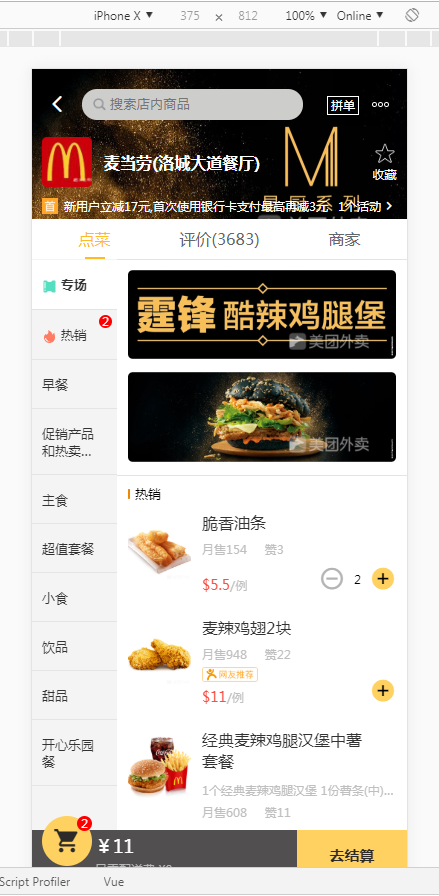 iPhone X ▼ 375 × 812 100% ▼ Online ▼
搜索店内商品
拼单
麦当劳(洛城大道餐厅)
收藏
首 新用户立减17元,首次使用银行卡支付最高再减3元 1个活动
点菜 评价(3683) 商家
专场
霆锋 酷辣鸡腿堡
美团外卖
热销
2
早餐
美团外卖
促销产品
和热卖...
热销
主食
脆香油条
月售154 赞3
$5.5/例
2
超值套餐
小食
麦辣鸡翅2块
月售948 赞22
网友推荐
$11/例
饮品
甜品
开心乐园
餐
经典麦辣鸡腿汉堡中薯
套餐
1个经典麦辣鸡腿汉堡 1份薯条(中)...
月售608 赞11
2
¥11
去结算
Script Profiler Vue